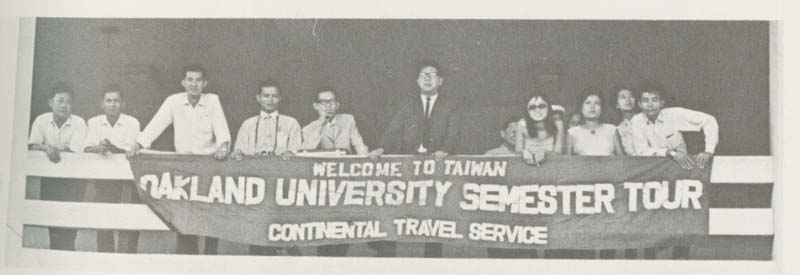 WELCOME TO TAIWAN
OAKLAND UNIVERSITY SEMESTER TOUR
CONTINENTAL TRAVEL SERVICE